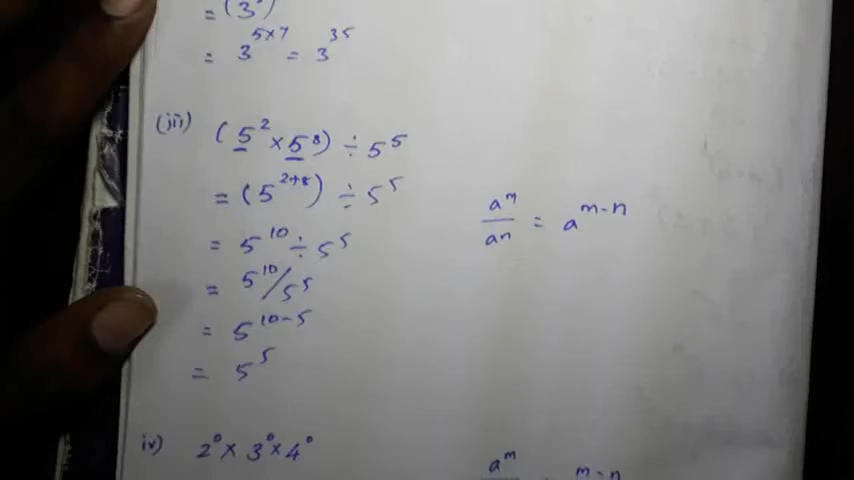 = (3
= 3^{5×7} = 3^{35}
(iii) (5^2 × 5^8) ÷ 5^5
= (5^{2+8}) ÷ 5^5
a^m/a^n = a^{m-n}
= 5^{10} ÷ 5^5
= 5^{10}/5^5
= 5^{10-5}
= 5^5
iv) 2^0 × 3^0 × 4^0
a^m m-n